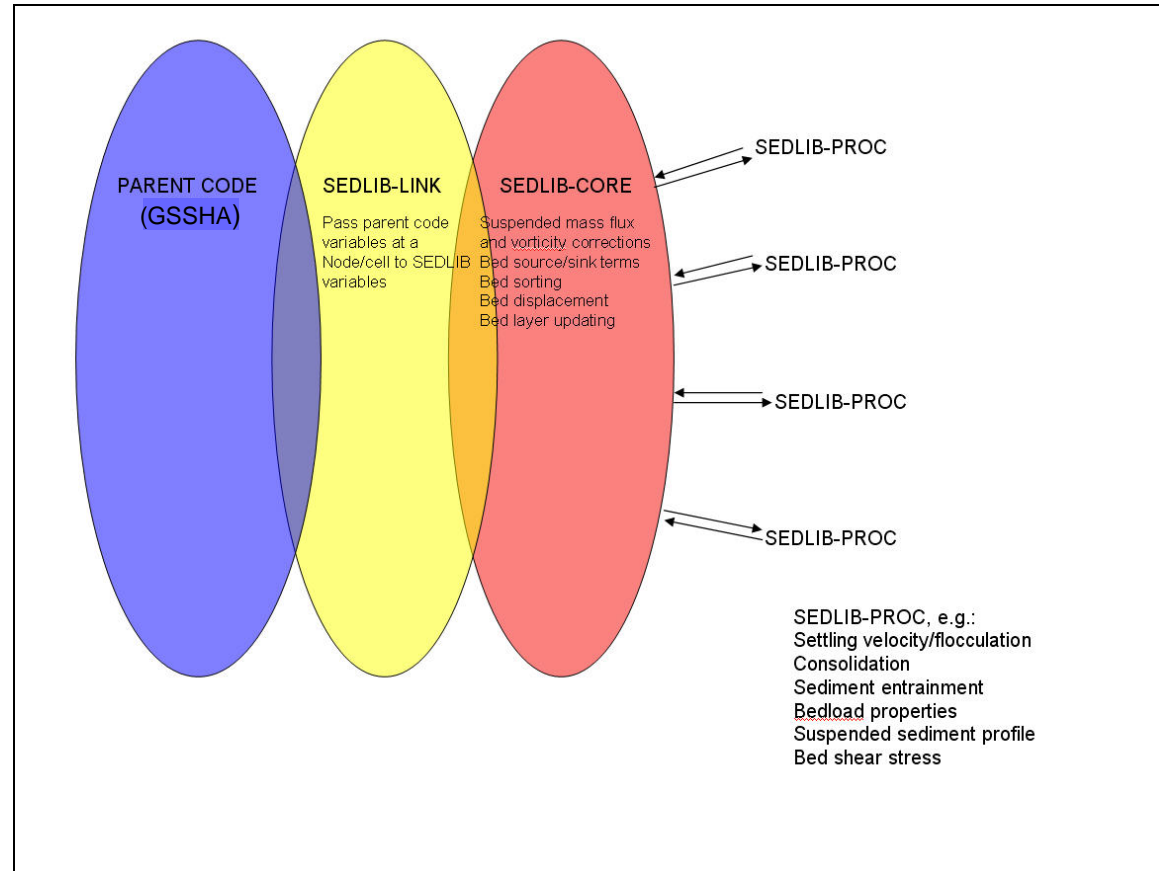 PARENT CODE
(GSSHA)
SEDLIB-LINK
Pass parent code
variables at a
Node/cell to SEDLIB
variables
SEDLIB-CORE
Suspended mass flux
and vorticity corrections
Bed source/sink terms
Bed sorting
Bed displacement
Bed layer updating
SEDLIB-PROC
SEDLIB-PROC
SEDLIB-PROC
SEDLIB-PROC
SEDLIB-PROC, e.g.:
Settling velocity/flocculation
Consolidation
Sediment entrainment
Bedload properties
Suspended sediment profile
Bed shear stress